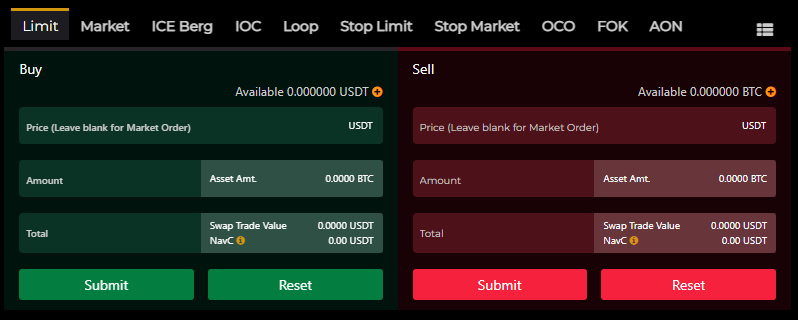 Limit Market ICE Berg IOC Loop Stop Limit Stop Market OCO FOK AON
Buy
Available 0.000000 USDT
Price (Leave blank for Market Order) USDT
Amount Asset Amt. 0.0000 BTC
Total
Swap Trade Value 0.0000 USDT
NavC 0.00 USDT
Submit Reset
Sell
Available 0.000000 BTC
Price (Leave blank for Market Order) USDT
Amount Asset Amt. 0.0000 BTC
Total
Swap Trade Value 0.0000 USDT
NavC 0.00 USDT
Submit Reset